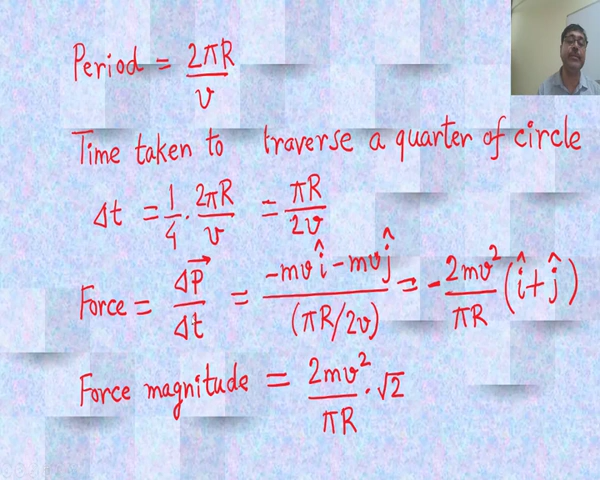 Period = 2πR/v
Time taken to traverse a quarter of circle
Δt = 1/4 · 2πR/v = πR/2v
Force = ΔP⃗/Δt = (-mv î - mv ĵ)/(πR/2v) = - 2mv²/πR (î + ĵ)
Force magnitude = 2mv²/πR · √2